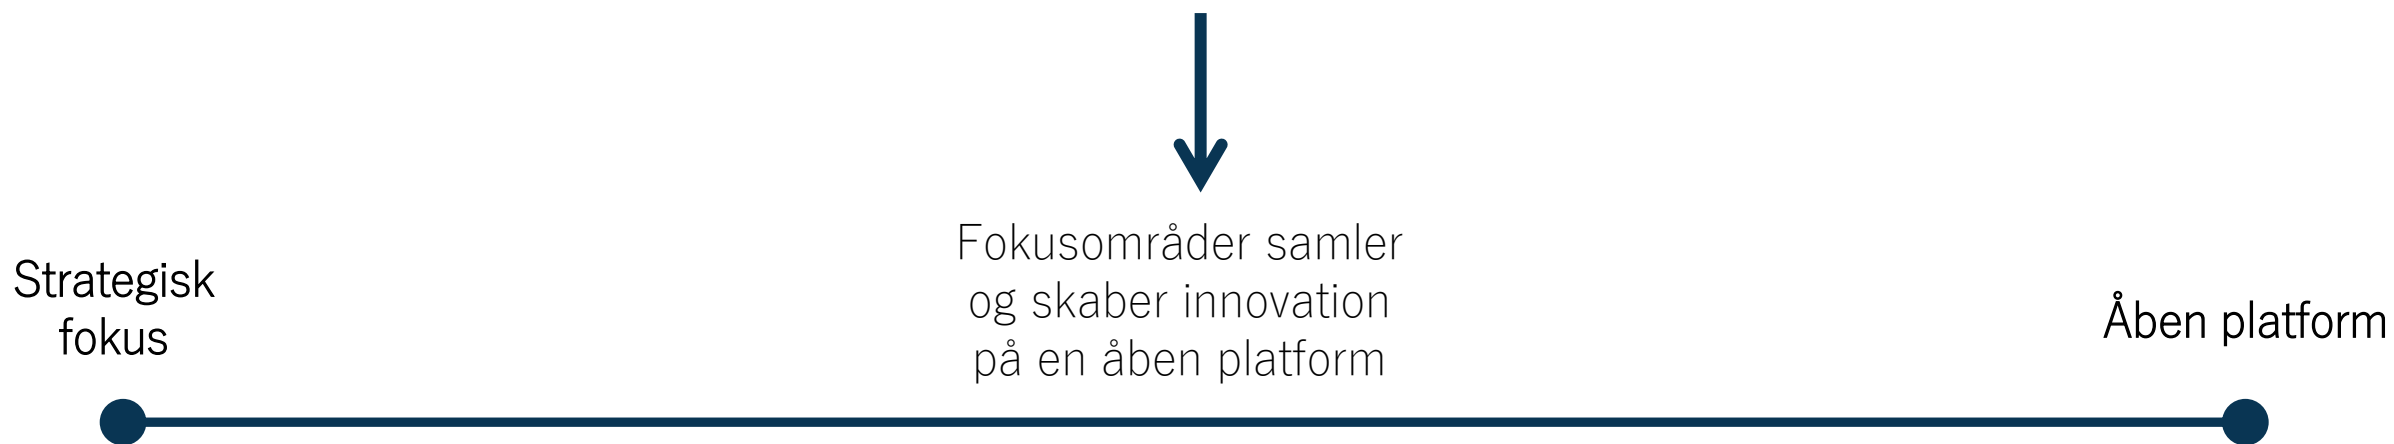 Strategisk
fokus
Fokusområder samler
og skaber innovation
på en åben platform
Åben platform